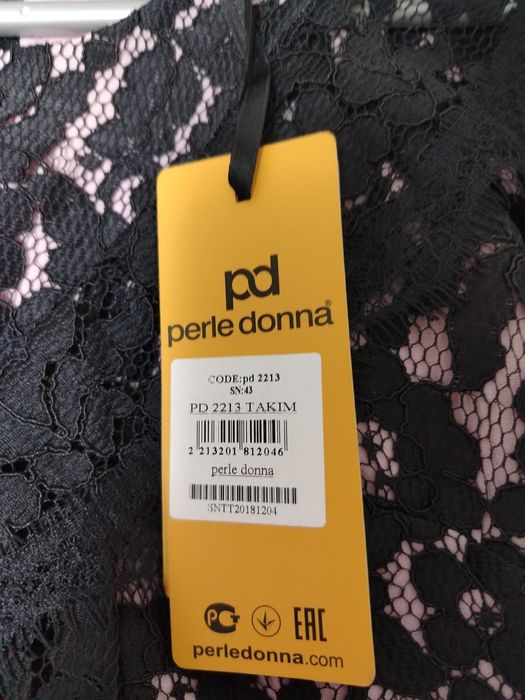 pd
perle donna®
CODE:pd 2213
SN:43
PD 2213 TAKIM
2 213201 812046
perle donna
SNTT20181204
EAC
perledonna.com